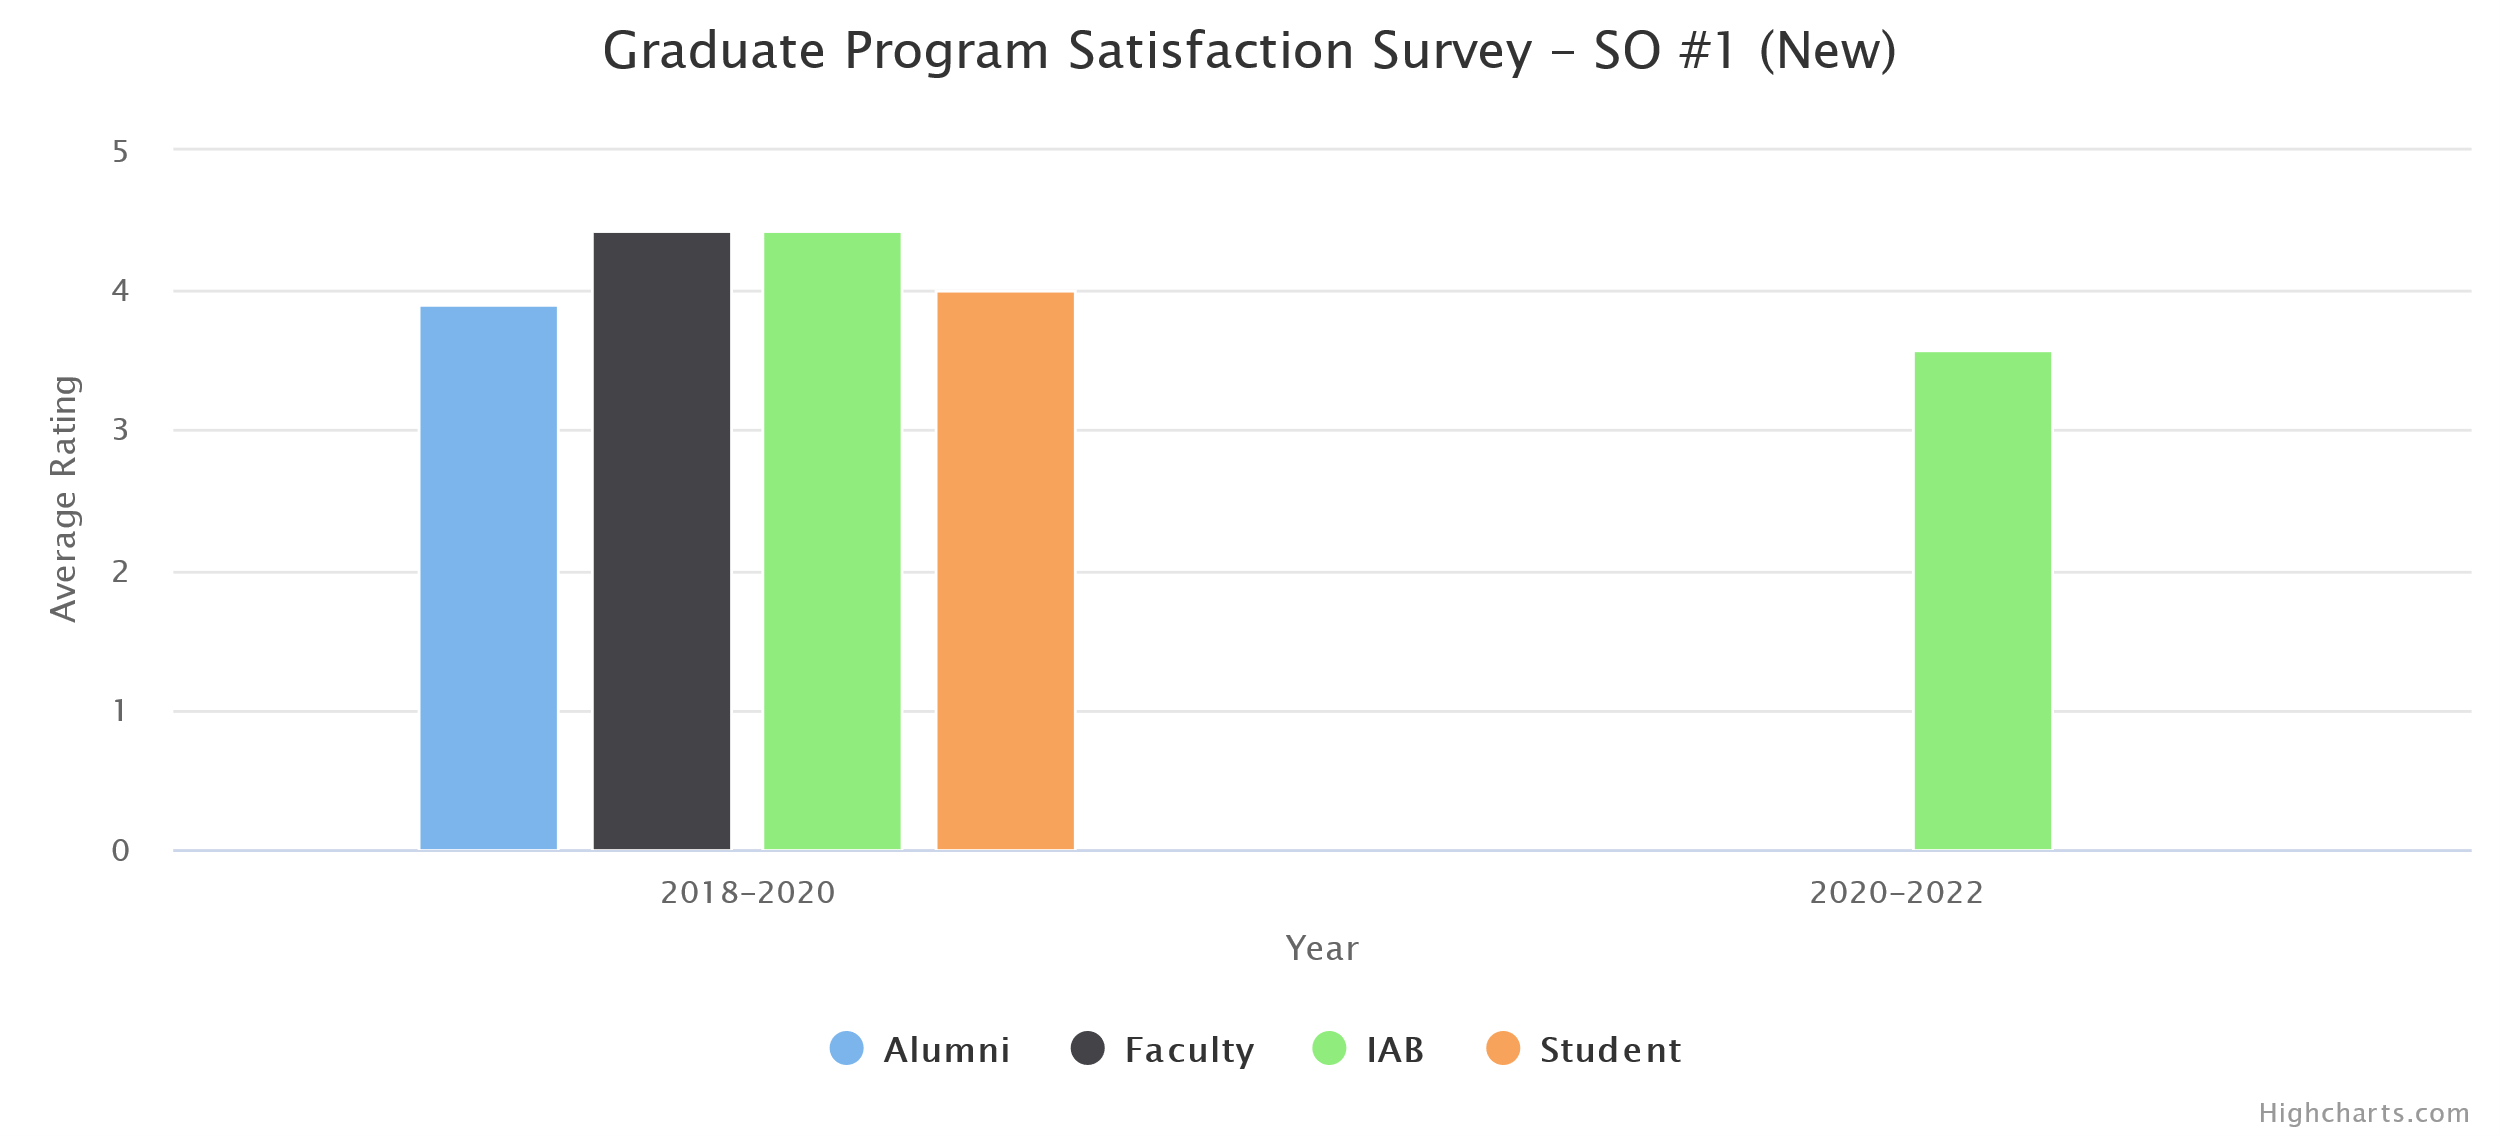 Graduate Program Satisfaction Survey – SO #1 (New)
5
4
3
2
1
0
Average Rating
2018–2020
2020–2022
Year
Alumni
Faculty
IAB
Student
Highcharts.com